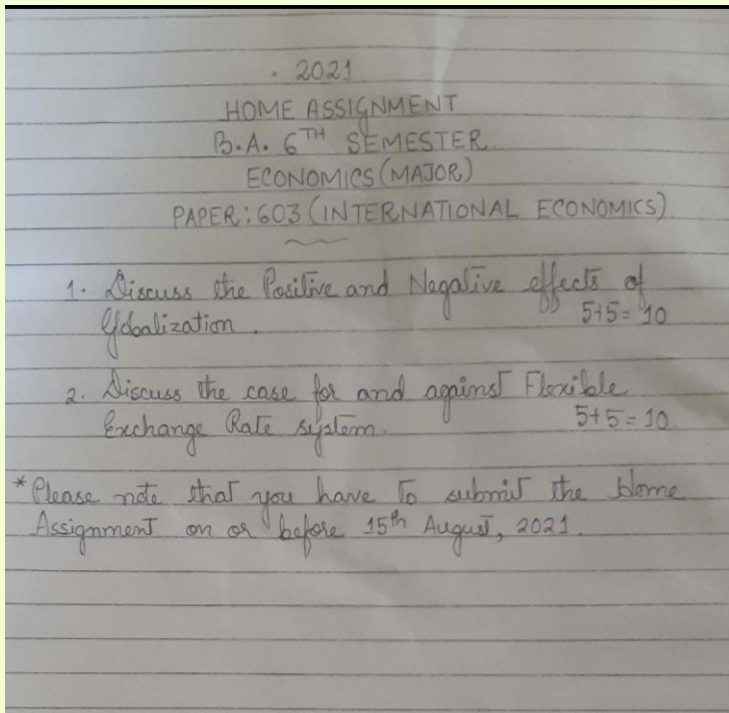 2021
HOME ASSIGNMENT
B.A. 6TH SEMESTER
ECONOMICS (MAJOR)
PAPER: 603 (INTERNATIONAL ECONOMICS)
1. Discuss the Positive and Negative effects of
Globalization. 5+5=10
2. Discuss the case for and against Flexible
Exchange Rate system. 5+5=10
*Please note that you have to submit the Home
Assignment on or before 15th August, 2021.